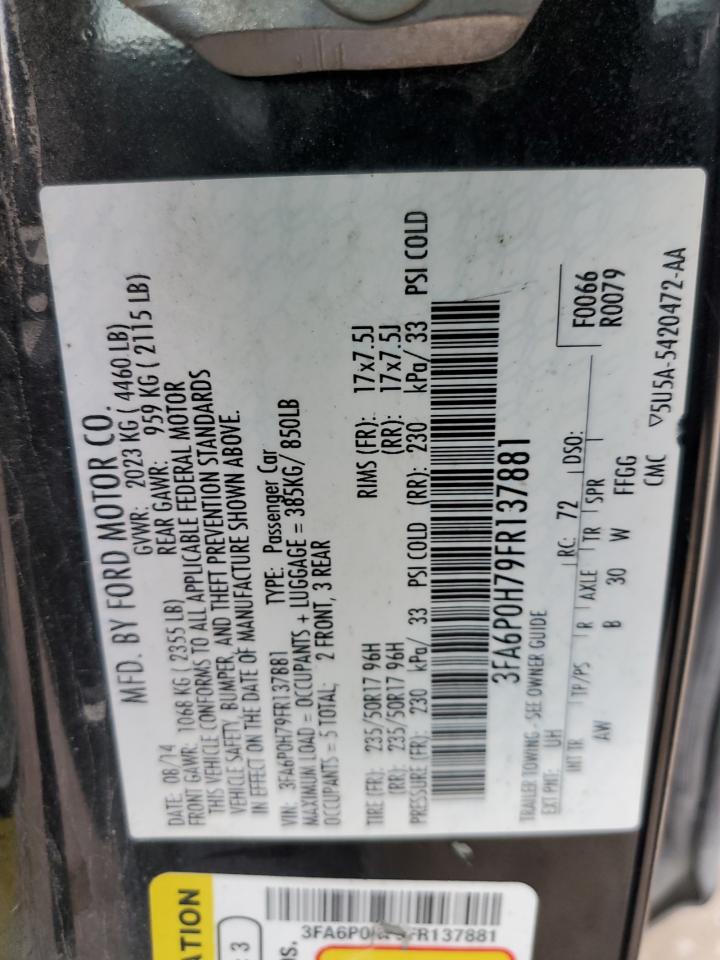 MFD. BY FORD MOTOR CO.
DATE: 08/14 GVWR: 2023 KG ( 4460 LB)
FRONT GAWR: 1068 KG ( 2355 LB) REAR GAWR: 959 KG ( 2115 LB)
THIS VEHICLE CONFORMS TO ALL APPLICABLE FEDERAL MOTOR
VEHICLE SAFETY, BUMPER, AND THEFT PREVENTION STANDARDS
IN EFFECT ON THE DATE OF MANUFACTURE SHOWN ABOVE.
VIN: 3FA6P0H79FR137881 TYPE: Passenger Car
MAXIMUM LOAD = OCCUPANTS + LUGGAGE = 385KG/ 850LB
OCCUPANTS = 5 TOTAL; 2 FRONT, 3 REAR
TIRE (FR): 235/50R17 96H RIMS (FR): 17x7.5J
(RR): 235/50R17 96H (RR): 17x7.5J
PRESSURE (FR): 230 kPa/ 33 PSI COLD (RR): 230 kPa/ 33 PSI COLD
3FA6P0H79FR137881
TRAILER TOWING - SEE OWNER GUIDE
F0066
R0079
EXT PNT: UH RC: 72 DSO:
INT TR TP/PS R AXLE TR SPR
AW B 30 W FFGG
CMC ▽5U5A-5420472-AA
ATION
: 3
OS.
3FA6P0H79FR137881